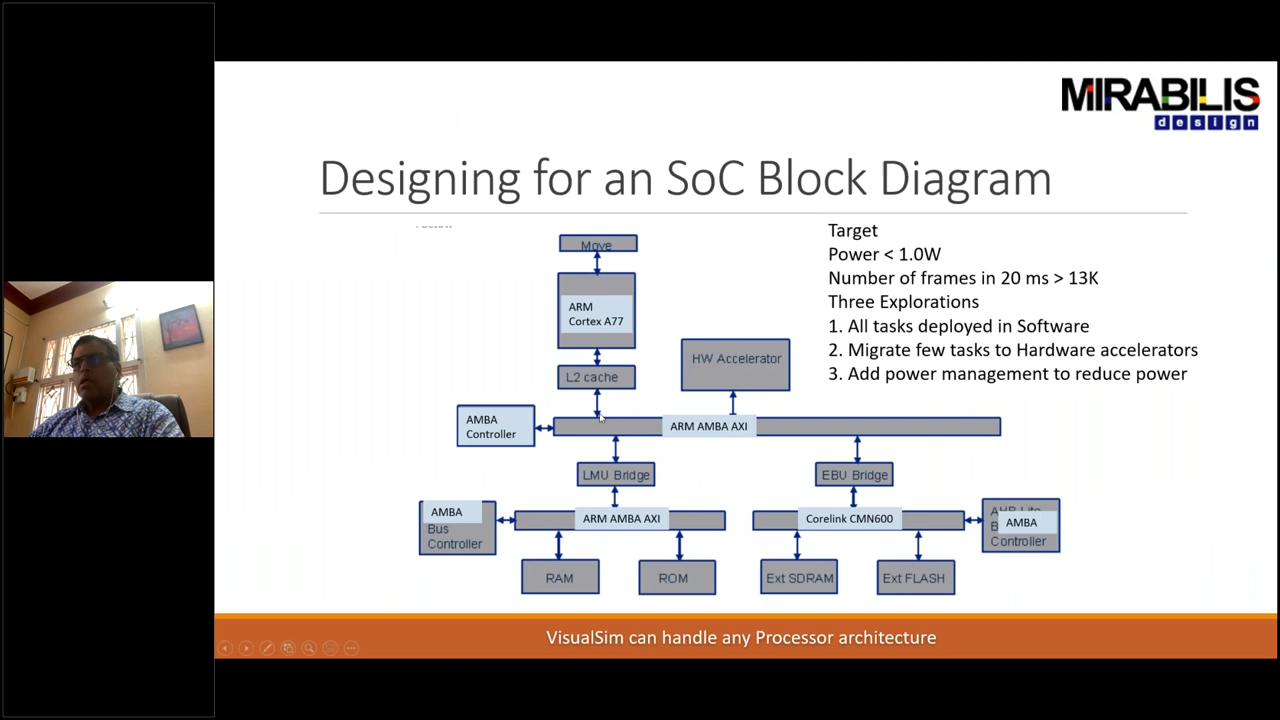 MIRABILIS
design
Designing for an SoC Block Diagram
Target
Power < 1.0W
Number of frames in 20 ms > 13K
Three Explorations
1. All tasks deployed in Software
2. Migrate few tasks to Hardware accelerators
3. Add power management to reduce power
Move
ARM
Cortex A77
HW Accelerator
L2 cache
AMBA
Controller
ARM AMBA AXI
LMU Bridge
EBU Bridge
AMBA
Bus
Controller
ARM AMBA AXI
Corelink CMN600
AMBA
Controller
RAM
ROM
Ext SDRAM
Ext FLASH
VisualSim can handle any Processor architecture